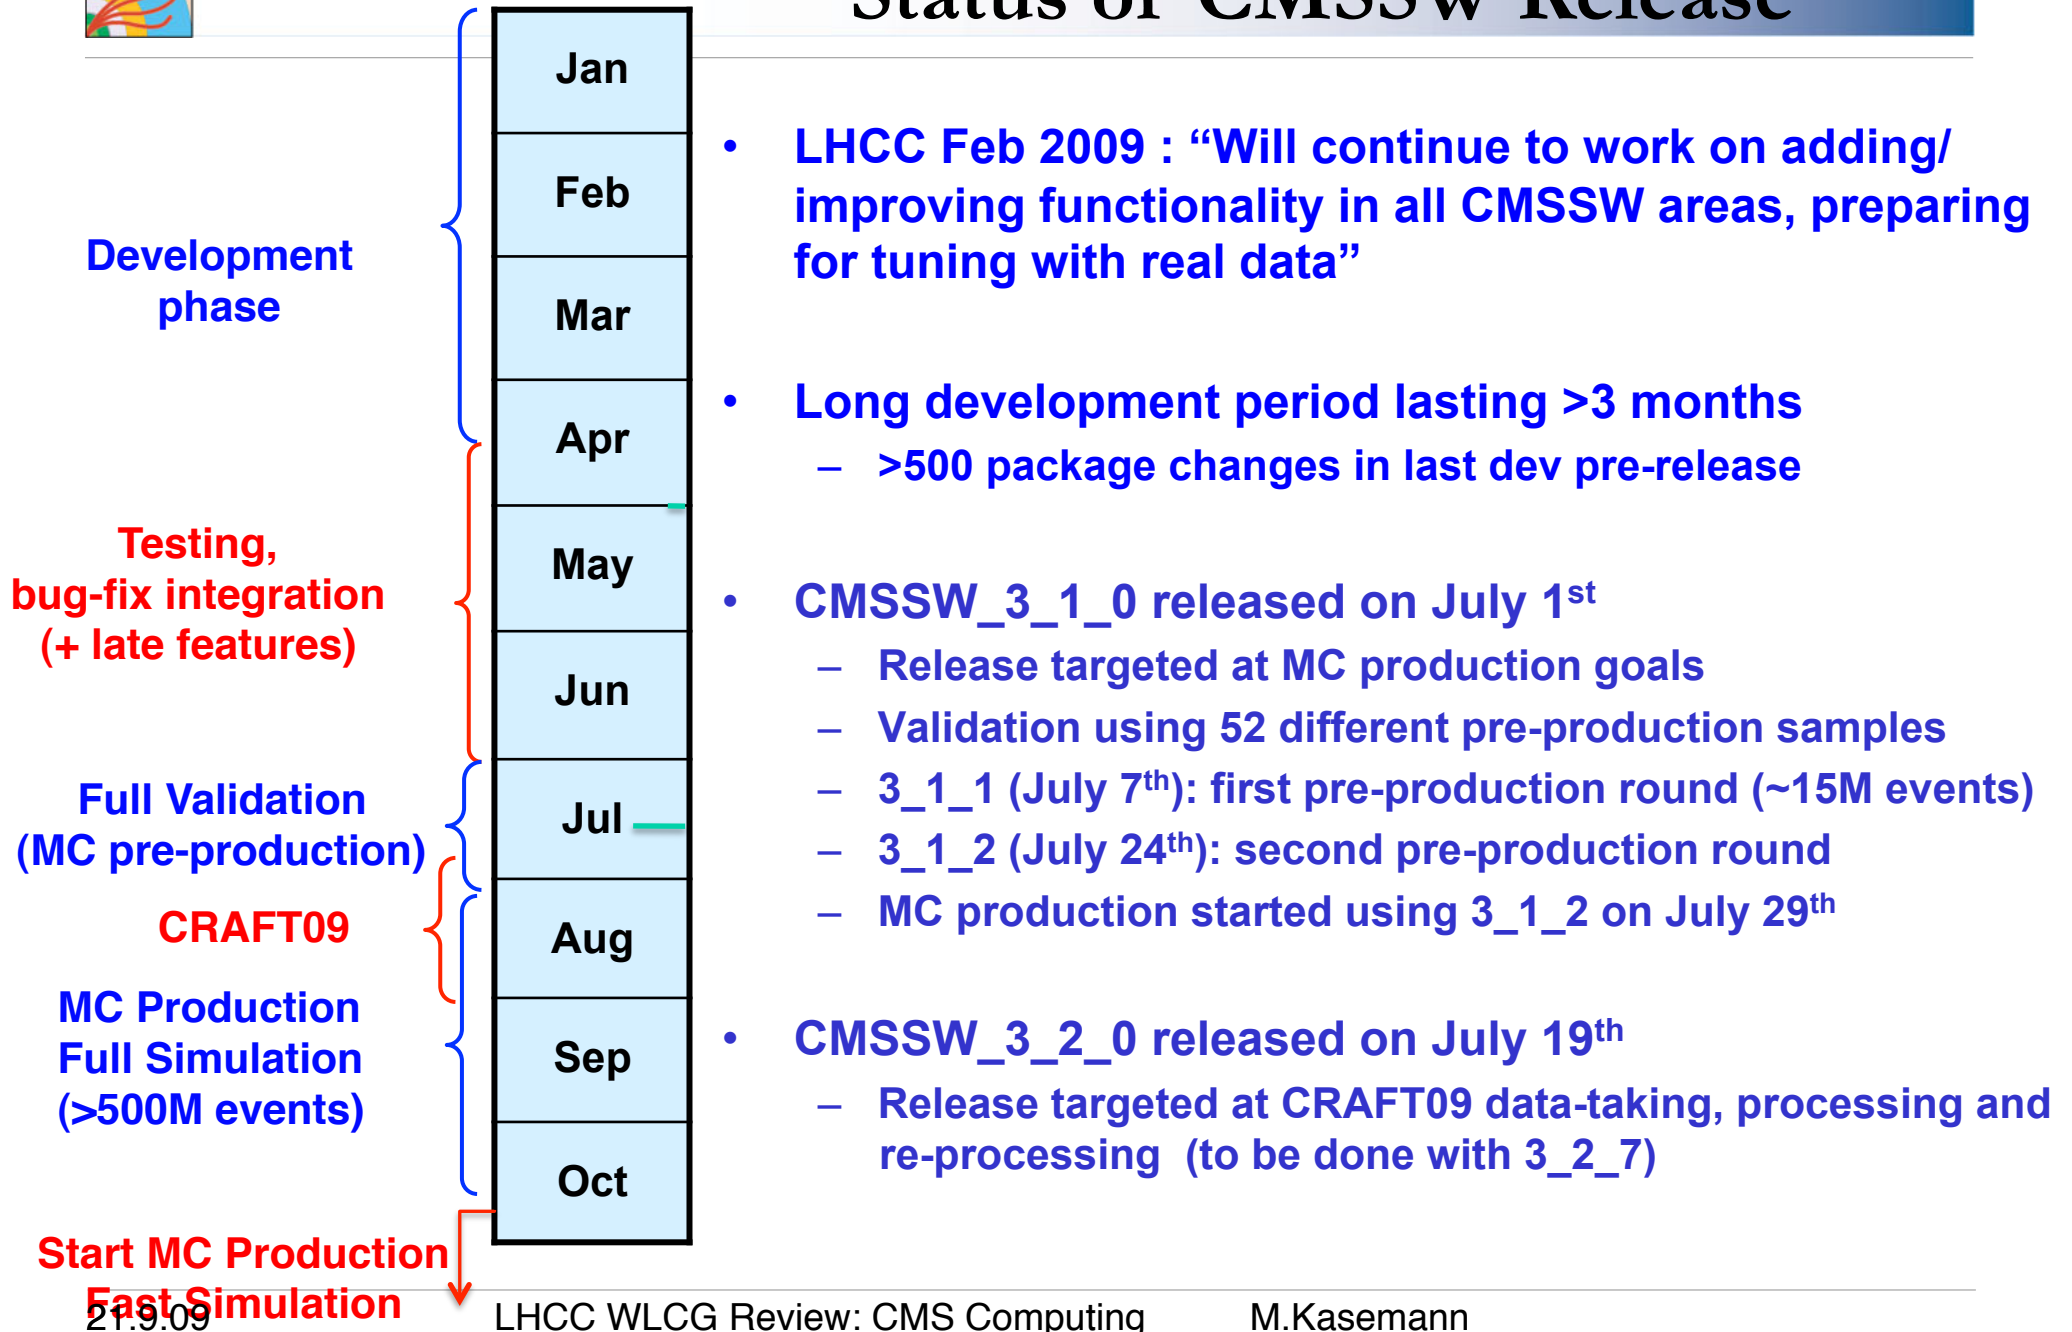 Status of CMSSW Release
Jan
Feb
Mar
Apr
May
Jun
Jul
Aug
Sep
Oct
Development
phase
Testing,
bug-fix integration
(+ late features)
Full Validation
(MC pre-production)
CRAFT09
MC Production
Full Simulation
(>500M events)
Start MC Production
Fast Simulation
• LHCC Feb 2009 : “Will continue to work on adding/
improving functionality in all CMSSW areas, preparing
for tuning with real data”
• Long development period lasting >3 months
– >500 package changes in last dev pre-release
• CMSSW_3_1_0 released on July 1st
– Release targeted at MC production goals
– Validation using 52 different pre-production samples
– 3_1_1 (July 7th): first pre-production round (~15M events)
– 3_1_2 (July 24th): second pre-production round
– MC production started using 3_1_2 on July 29th
• CMSSW_3_2_0 released on July 19th
– Release targeted at CRAFT09 data-taking, processing and
re-processing (to be done with 3_2_7)
21.9.09
LHCC WLCG Review: CMS Computing
M.Kasemann